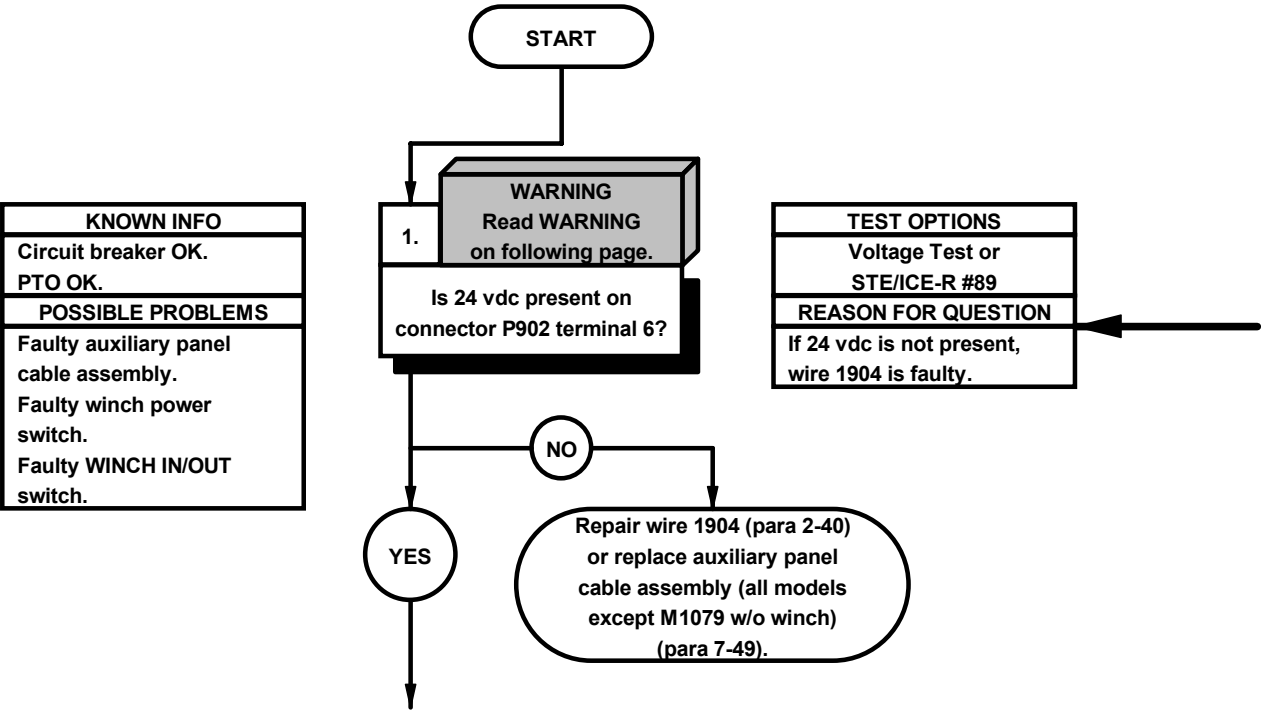 START
KNOWN INFO
Circuit breaker OK.
PTO OK.
POSSIBLE PROBLEMS
Faulty auxiliary panel
cable assembly.
Faulty winch power
switch.
Faulty WINCH IN/OUT
switch.
WARNING
Read WARNING
on following page.
1.
Is 24 vdc present on
connector P902 terminal 6?
TEST OPTIONS
Voltage Test or
STE/ICE-R #89
REASON FOR QUESTION
If 24 vdc is not present,
wire 1904 is faulty.
NO
YES
Repair wire 1904 (para 2-40)
or replace auxiliary panel
cable assembly (all models
except M1079 w/o winch)
(para 7-49).